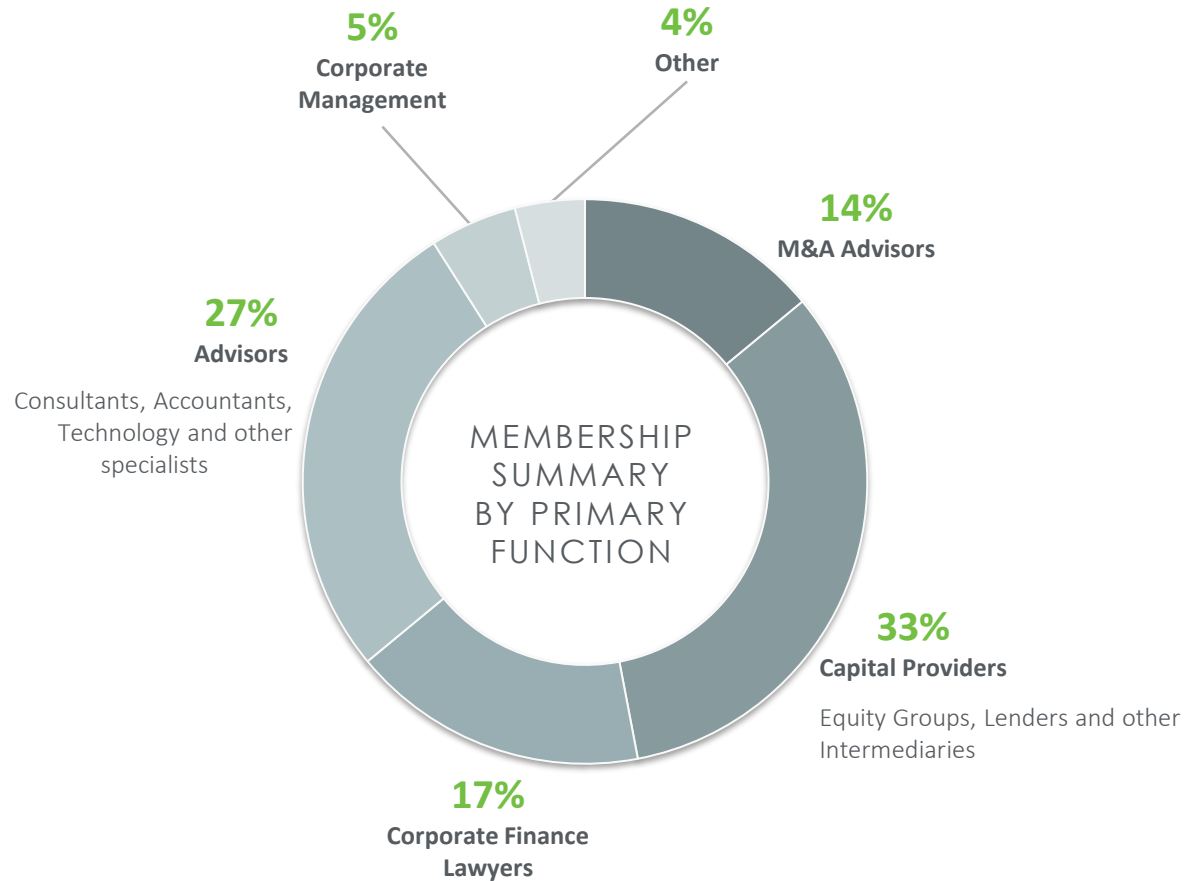 5%
Corporate
Management
4%
Other
14%
M&A Advisors
27%
Advisors
Consultants, Accountants,
Technology and other
specialists
MEMBERSHIP
SUMMARY
BY PRIMARY
FUNCTION
33%
Capital Providers
Equity Groups, Lenders and other
Intermediaries
17%
Corporate Finance
Lawyers